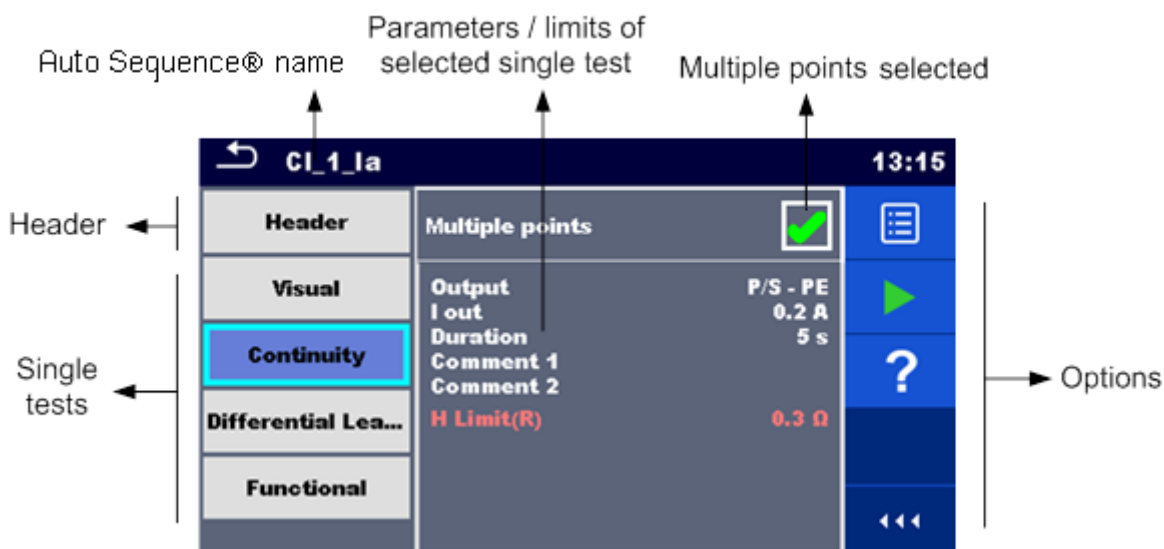 Parameters / limits of
selected single test
Auto Sequence® name
Multiple points selected
CI_1_Ia
13:15
Header
Header
Multiple points
Visual
Output P/S - PE
I out 0.2 A
Duration 5 s
Comment 1
Comment 2
H Limit(R) 0.3 Ω
Continuity
Differential Lea...
Functional
?
Single
tests
Options